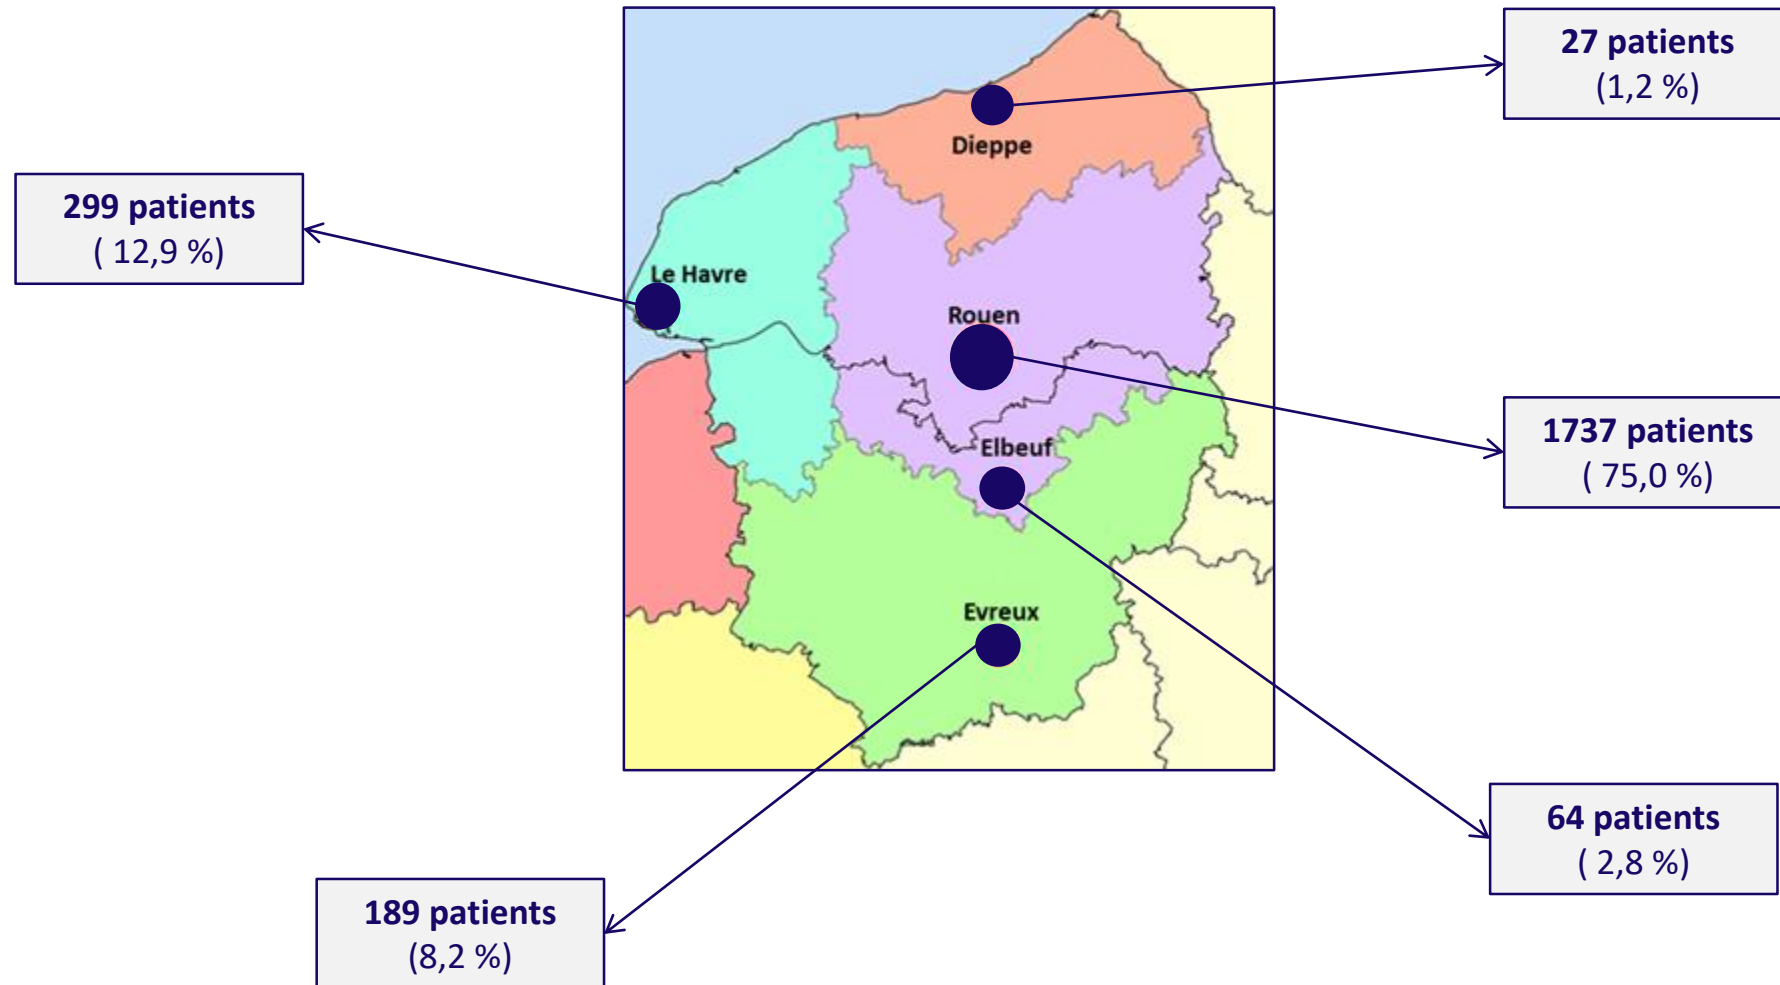 27 patients
(1,2 %)
Dieppe
299 patients
( 12,9 %)
Le Havre
Rouen
1737 patients
( 75,0 %)
Elbeuf
Evreux
64 patients
( 2,8 %)
189 patients
(8,2 %)